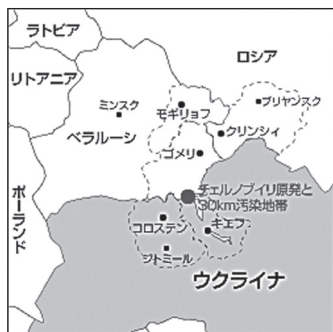 ラトビア
ロシア
リトアニア
ミンスク
ブリヤンスク
モギリョフ
ベラルーシ
クリンシィ
ゴメリ
ポーランド
チェルノブイリ原発と
30km汚染地帯
コロステン
キエフ
ジトミール
ウクライナ